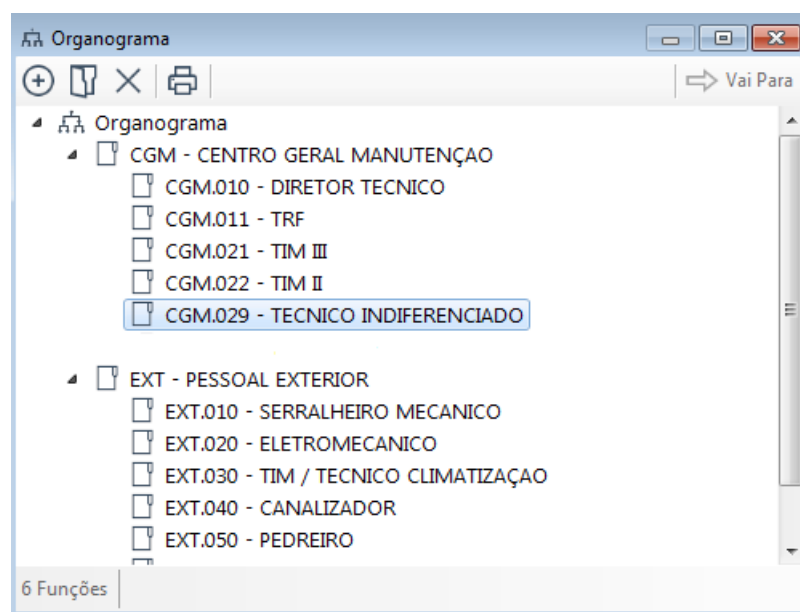 Organograma
Vai Para
Organograma
CGM - CENTRO GERAL MANUTENÇAO
CGM.010 - DIRETOR TECNICO
CGM.011 - TRF
CGM.021 - TIM III
CGM.022 - TIM II
CGM.029 - TECNICO INDIFERENCIADO
EXT - PESSOAL EXTERIOR
EXT.010 - SERRALHEIRO MECANICO
EXT.020 - ELETROMECANICO
EXT.030 - TIM / TECNICO CLIMATIZAÇAO
EXT.040 - CANALIZADOR
EXT.050 - PEDREIRO
6 Funções